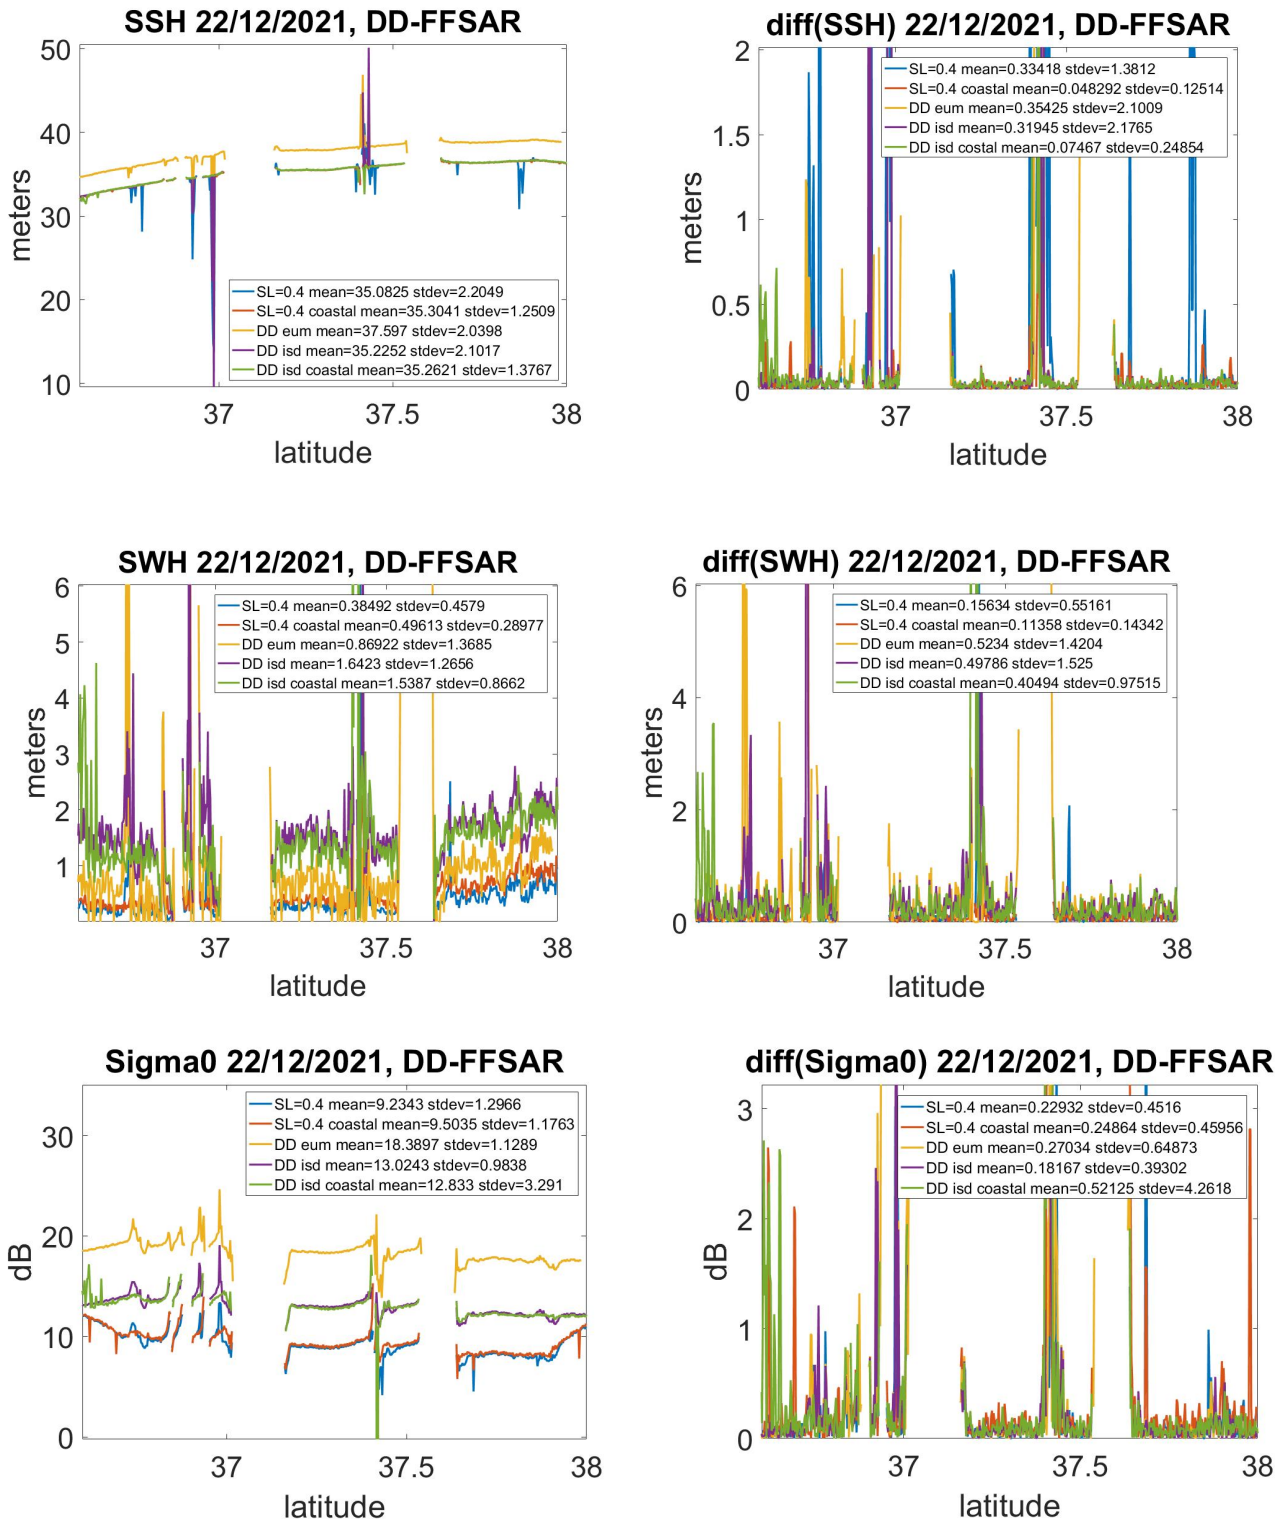 SSH 22/12/2021, DD-FFSAR
50
40
30
20
10
meters
SL=0.4 mean=35.0825 stdev=2.2049
SL=0.4 coastal mean=35.3041 stdev=1.2509
DD eum mean=37.597 stdev=2.0398
DD isd mean=35.2252 stdev=2.1017
DD isd coastal mean=35.2621 stdev=1.3767
37 37.5 38
latitude
diff(SSH) 22/12/2021, DD-FFSAR
2
1.5
1
0.5
0
meters
SL=0.4 mean=0.33418 stdev=1.3812
SL=0.4 coastal mean=0.048292 stdev=0.12514
DD eum mean=0.35425 stdev=2.1009
DD isd mean=0.31945 stdev=2.1765
DD isd costal mean=0.07467 stdev=0.24854
37 37.5 38
latitude
SWH 22/12/2021, DD-FFSAR
6
5
4
3
2
1
meters
SL=0.4 mean=0.38492 stdev=0.4579
SL=0.4 coastal mean=0.49613 stdev=0.28977
DD eum mean=0.86922 stdev=1.3685
DD isd mean=1.6423 stdev=1.2656
DD isd coastal mean=1.5387 stdev=0.8662
37 37.5 38
latitude
diff(SWH) 22/12/2021, DD-FFSAR
6
4
2
0
meters
SL=0.4 mean=0.15634 stdev=0.55161
SL=0.4 coastal mean=0.11358 stdev=0.14342
DD eum mean=0.5234 stdev=1.4204
DD isd mean=0.49786 stdev=1.525
DD isd coastal mean=0.40494 stdev=0.97515
37 37.5 38
latitude
Sigma0 22/12/2021, DD-FFSAR
30
20
10
0
dB
SL=0.4 mean=9.2343 stdev=1.2966
SL=0.4 coastal mean=9.5035 stdev=1.1763
DD eum mean=18.3897 stdev=1.1289
DD isd mean=13.0243 stdev=0.9838
DD isd coastal mean=12.833 stdev=3.291
37 37.5 38
latitude
diff(Sigma0) 22/12/2021, DD-FFSAR
3
2
1
0
dB
SL=0.4 mean=0.22932 stdev=0.4516
SL=0.4 coastal mean=0.24864 stdev=0.45956
DD eum mean=0.27034 stdev=0.64873
DD isd mean=0.18167 stdev=0.39302
DD isd coastal mean=0.52125 stdev=4.2618
37 37.5 38
latitude